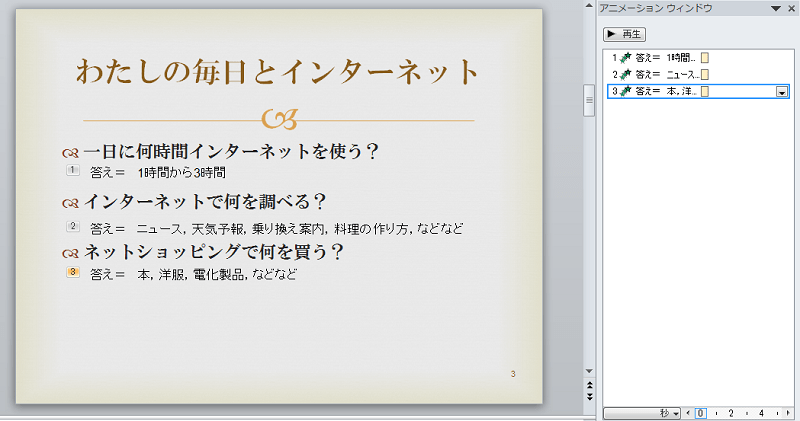 わたしの毎日とインターネット
一日に何時間インターネットを使う？
1 答え＝ 1時間から3時間
インターネットで何を調べる？
2 答え＝ ニュース, 天気予報, 乗り換え案内, 料理の作り方, などなど
ネットショッピングで何を買う？
3 答え＝ 本, 洋服, 電化製品, などなど
3
アニメーション ウィンドウ
再生
1 答え＝ 1時間...
2 答え＝ ニュース...
3 答え＝ 本, 洋...
秒 0 2 4